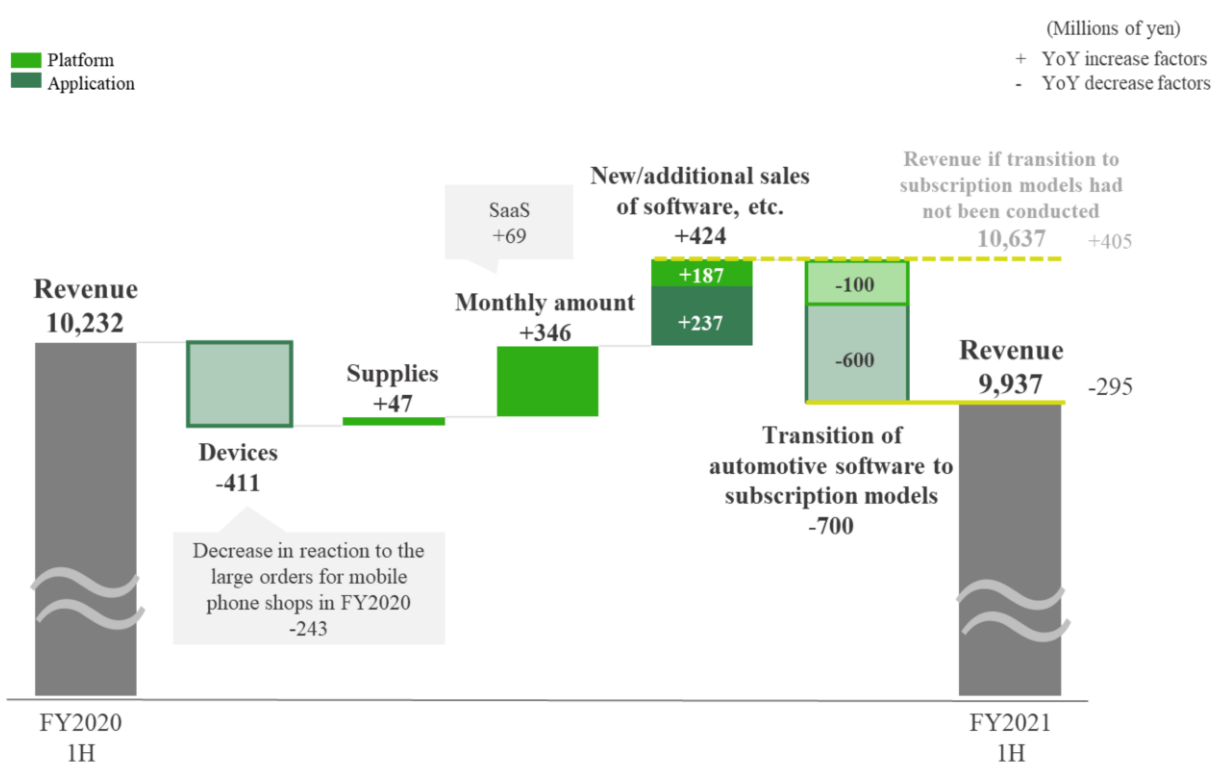 (Millions of yen)
+ YoY increase factors
- YoY decrease factors
Platform
Application
Revenue
10,232
Devices
-411
Decrease in reaction to the
large orders for mobile
phone shops in FY2020
-243
Supplies
+47
SaaS
+69
Monthly amount
+346
New/additional sales
of software, etc.
+424
+187
+237
-100
-600
Transition of
automotive software to
subscription models
-700
Revenue if transition to
subscription models had
not been conducted
10,637 +405
Revenue
9,937 -295
FY2020
1H
FY2021
1H